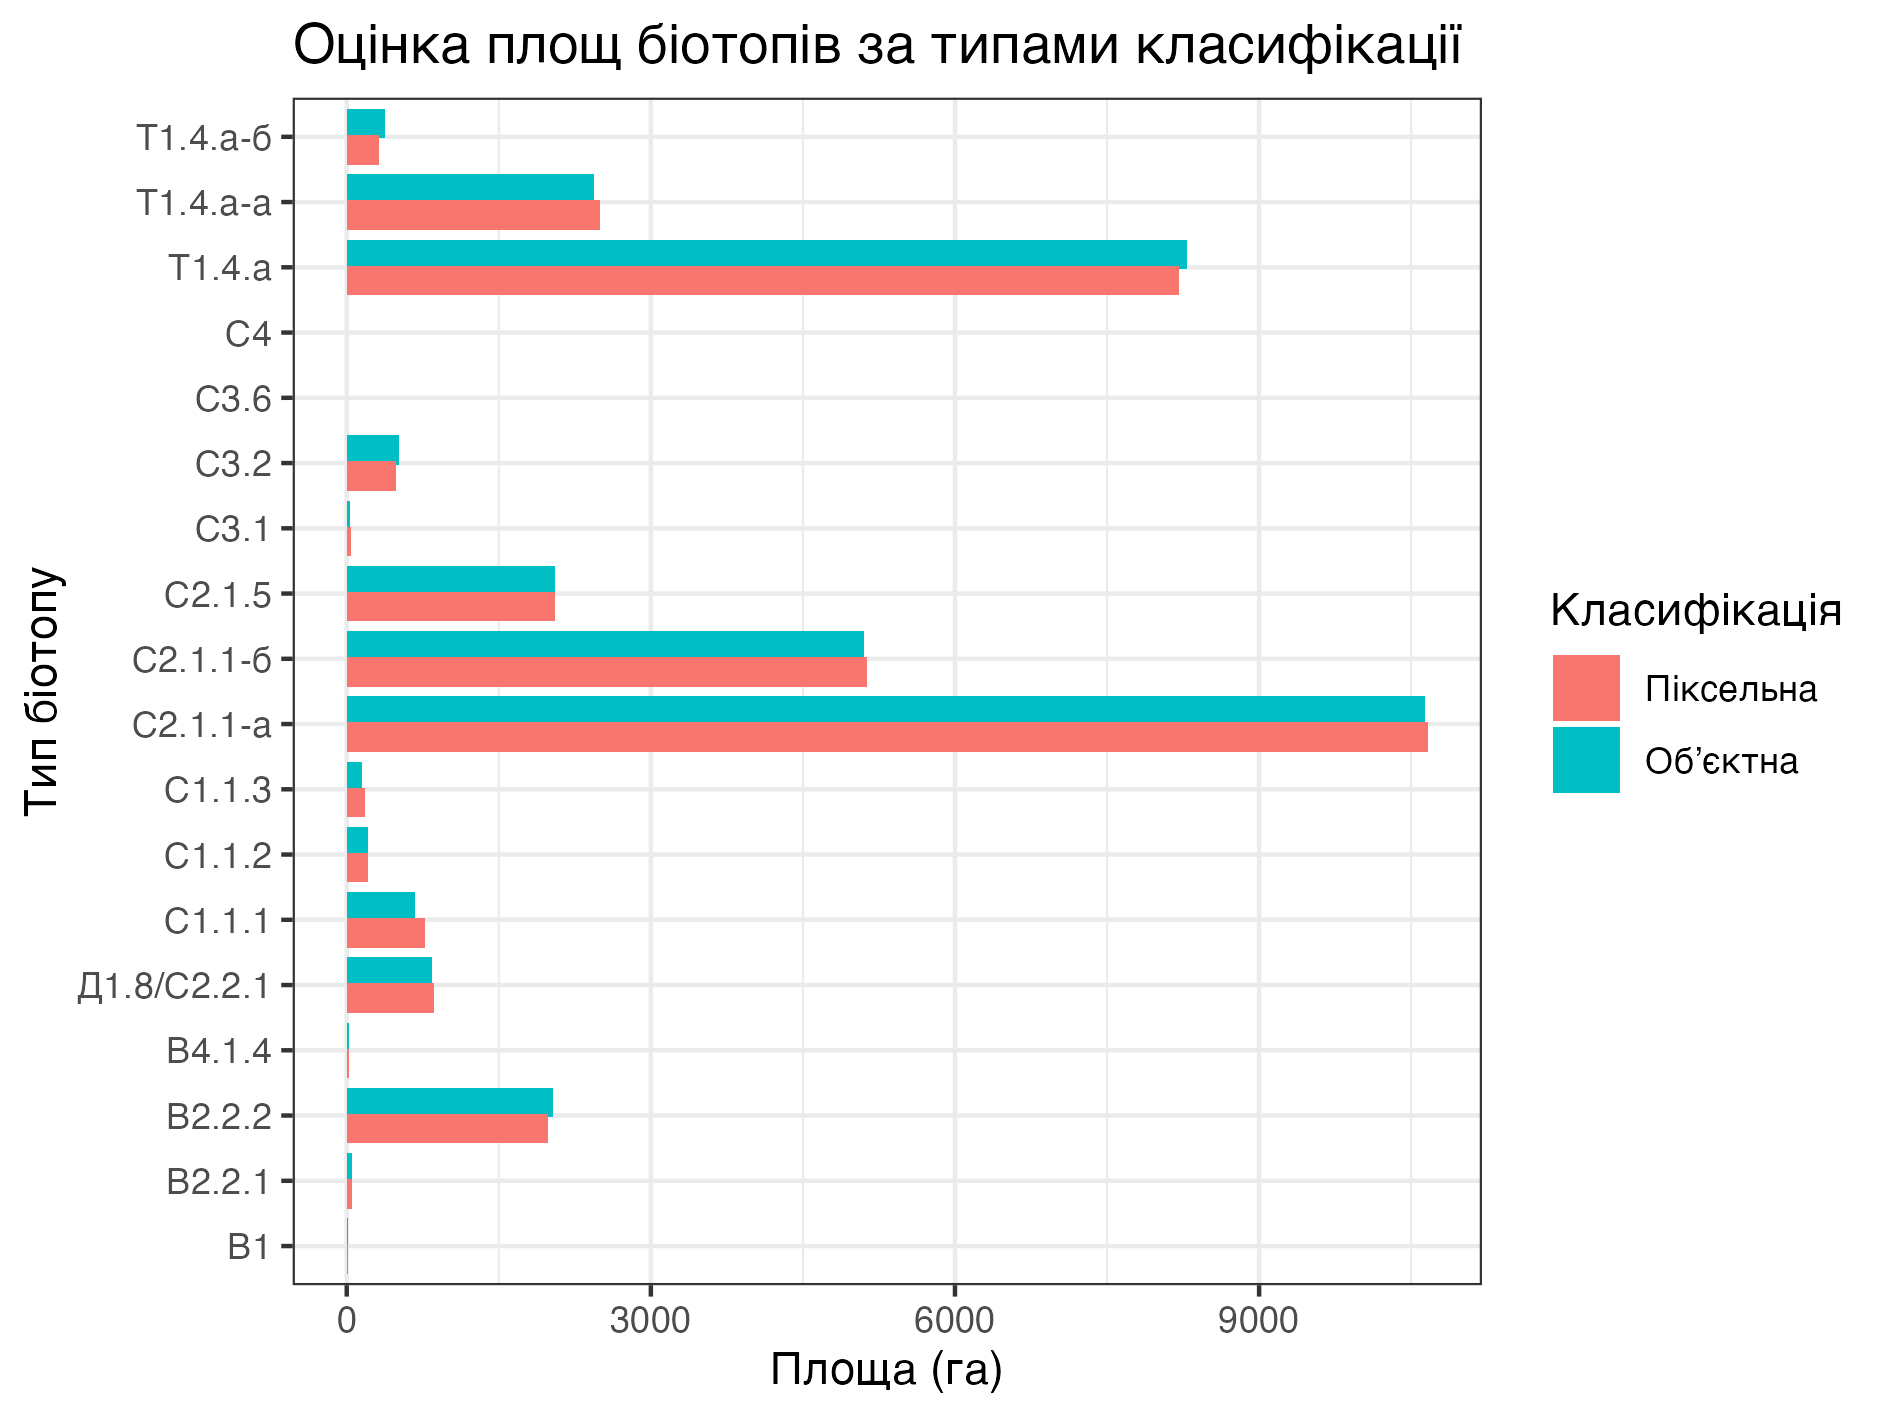 Оцінка площ біотопів за типами класифікації
Тип біотопу
Т1.4.а-б
Т1.4.а-а
Т1.4.а
С4
С3.6
С3.2
С3.1
С2.1.5
С2.1.1-б
С2.1.1-а
С1.1.3
С1.1.2
С1.1.1
Д1.8/С2.2.1
В4.1.4
В2.2.2
В2.2.1
В1
0 3000 6000 9000
Площа (га)
Класифікація
Піксельна
Об’єктна